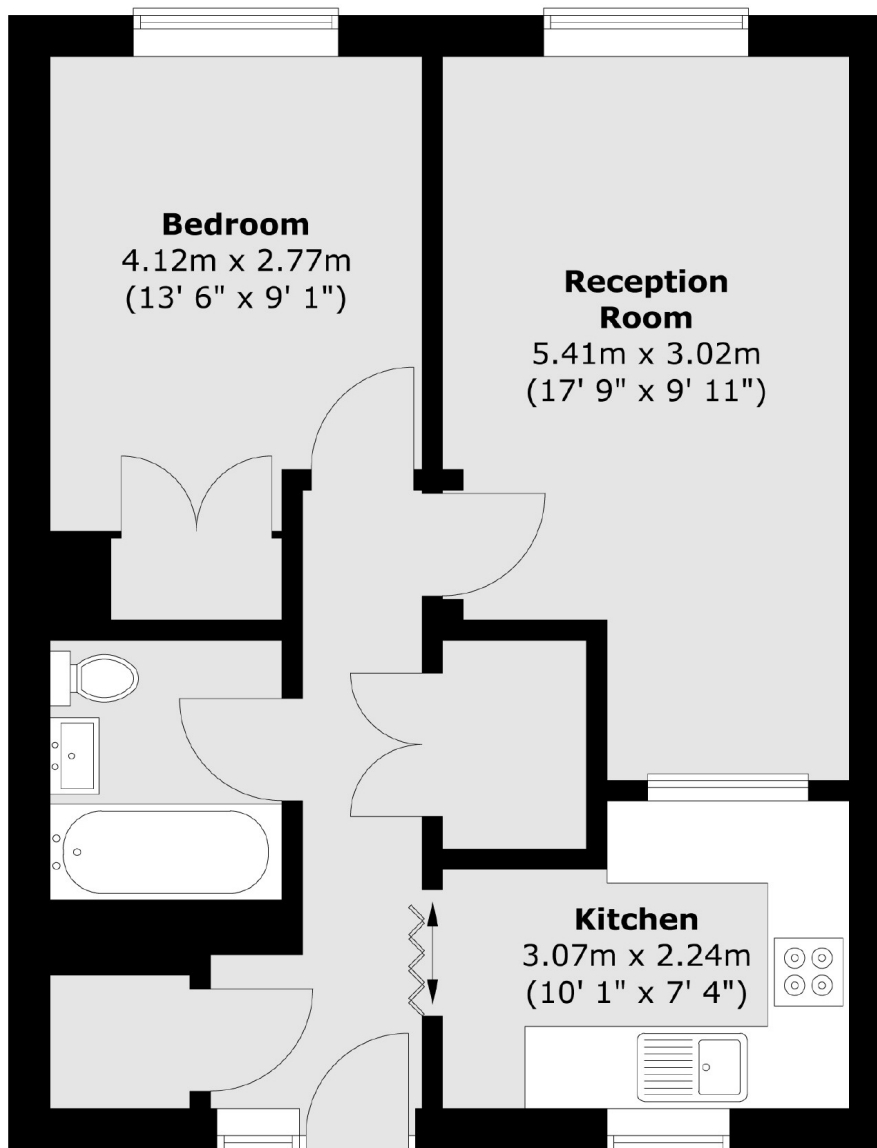 Bedroom
4.12m x 2.77m
(13' 6" x 9' 1")
Reception
Room
5.41m x 3.02m
(17' 9" x 9' 11")
Kitchen
3.07m x 2.24m
(10' 1" x 7' 4")